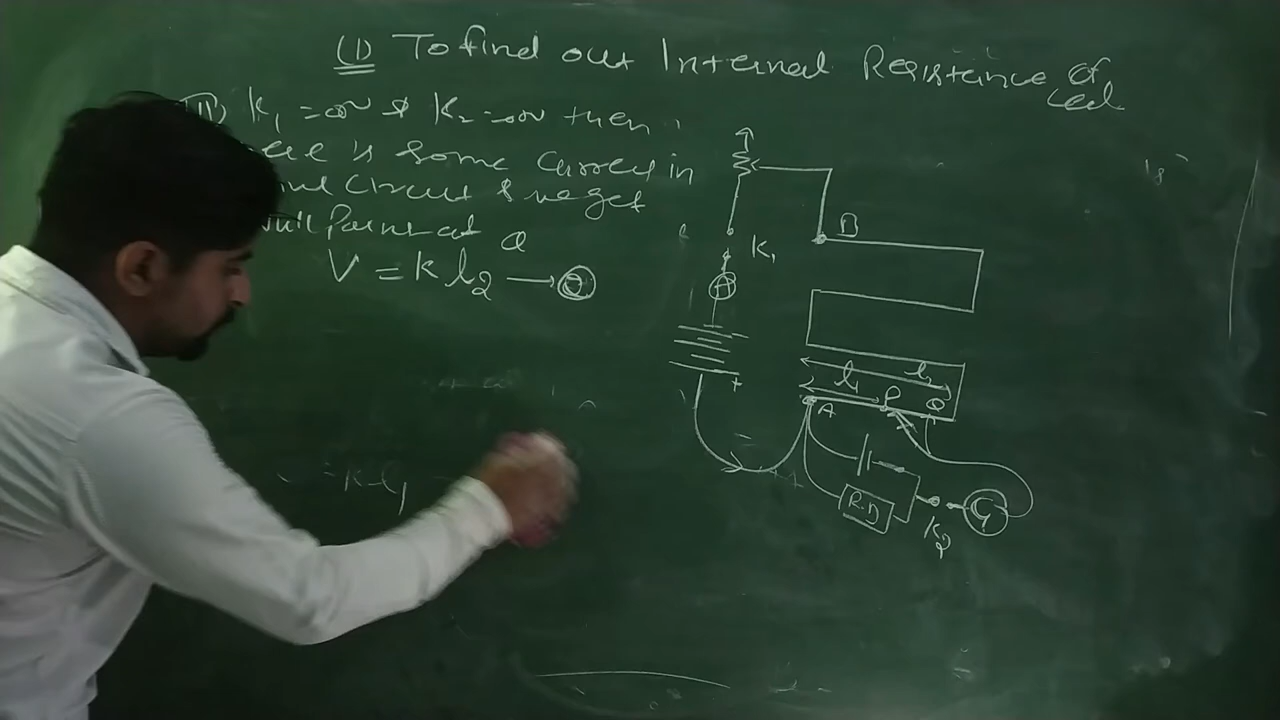 (1) To find out Internal Resistance of
cell
(II) K₁ = on & K₂ = on then
is some current in
Circuit & we get
null Point at Q
V = K l₂ → ②
K₁
B
A
+
l₂
l₁
P
Q
A
R.B
K₂
G
= K l₁